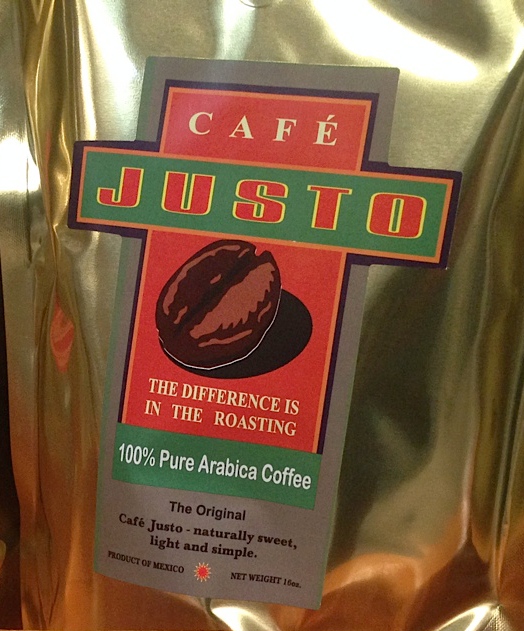 CAFÉ
JUSTO
THE DIFFERENCE IS
IN THE ROASTING
100% Pure Arabica Coffee
The Original
Café Justo - naturally sweet,
light and simple.
PRODUCT OF MEXICO NET WEIGHT 16oz.